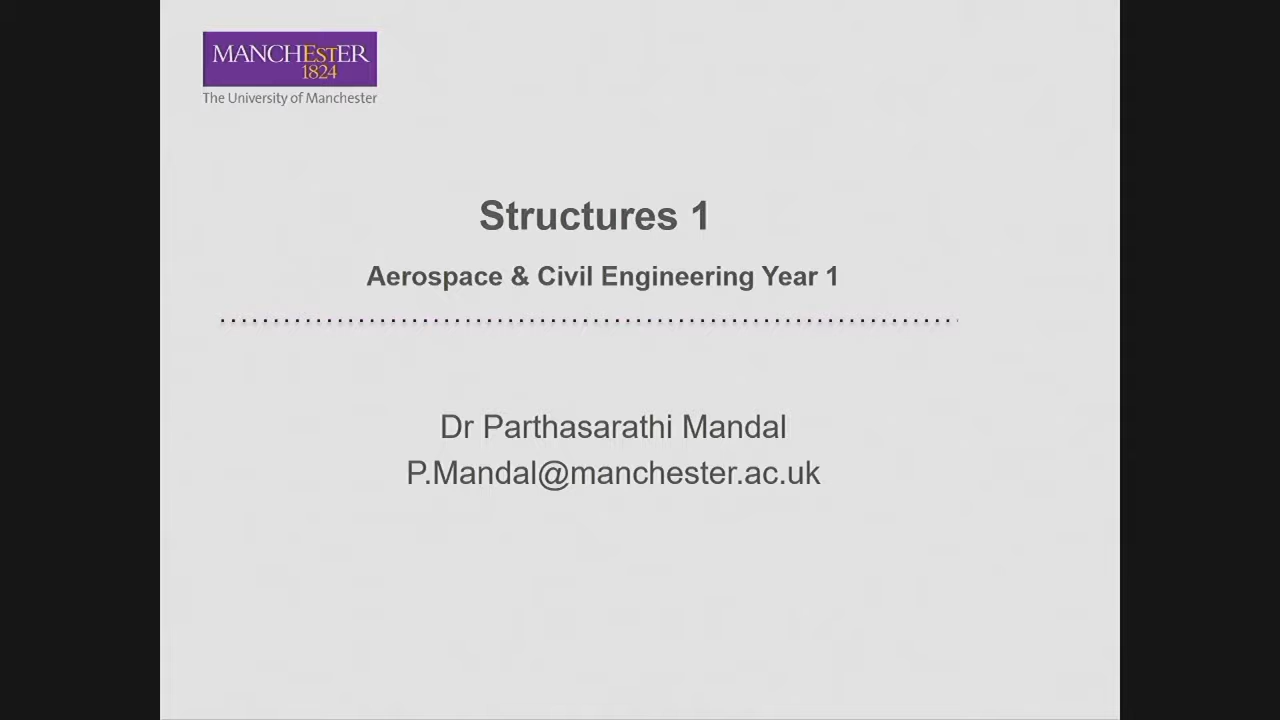 MANCHESTER
1824
The University of Manchester
Structures 1
Aerospace & Civil Engineering Year 1
Dr Parthasarathi Mandal
P.Mandal@manchester.ac.uk